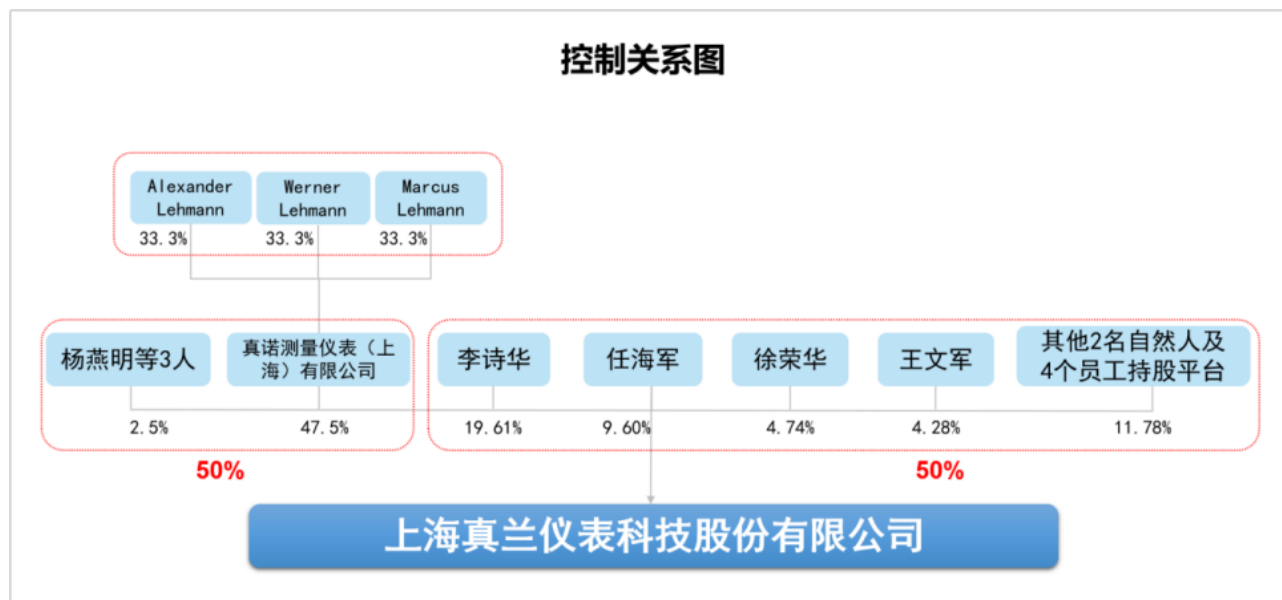 控制关系图
Alexander
Lehmann
Werner
Lehmann
Marcus
Lehmann
33.3%
33.3%
33.3%
杨燕明等3人
真诺测量仪表（上
海）有限公司
李诗华
任海军
徐荣华
王文军
其他2名自然人及
4个员工持股平台
2.5%
47.5%
19.61%
9.60%
4.74%
4.28%
11.78%
50%
50%
上海真兰仪表科技股份有限公司